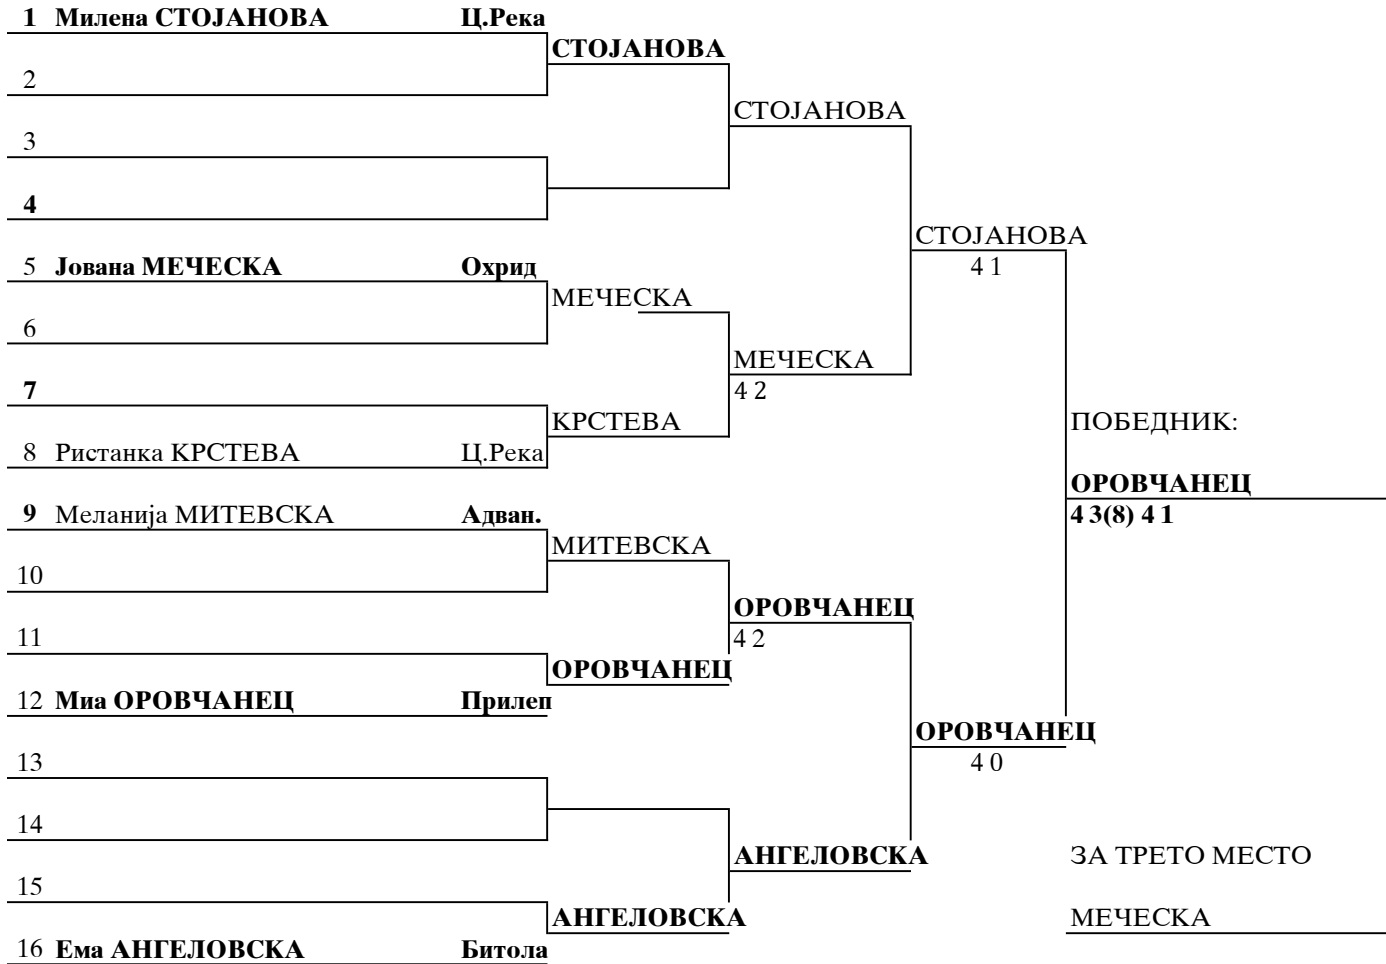 1 Милена СТОЈАНОВА Ц.Река
СТОЈАНОВА
2
СТОЈАНОВА
3
4
СТОЈАНОВА
5 Јована МЕЧЕСКА Охрид
4 1
МЕЧЕСКА
6
МЕЧЕСКА
7
4 2
КРСТЕВА
ПОБЕДНИК:
8 Ристанка КРСТЕВА Ц.Река
ОРОВЧАНЕЦ
9 Меланија МИТЕВСКА Адван.
4 3(8) 4 1
МИТЕВСКА
10
ОРОВЧАНЕЦ
11
4 2
ОРОВЧАНЕЦ
12 Миа ОРОВЧАНЕЦ Прилеп
ОРОВЧАНЕЦ
13
4 0
14
АНГЕЛОВСКА
ЗА ТРЕТО МЕСТО
15
АНГЕЛОВСКА
МЕЧЕСКА
16 Ема АНГЕЛОВСКА Битола